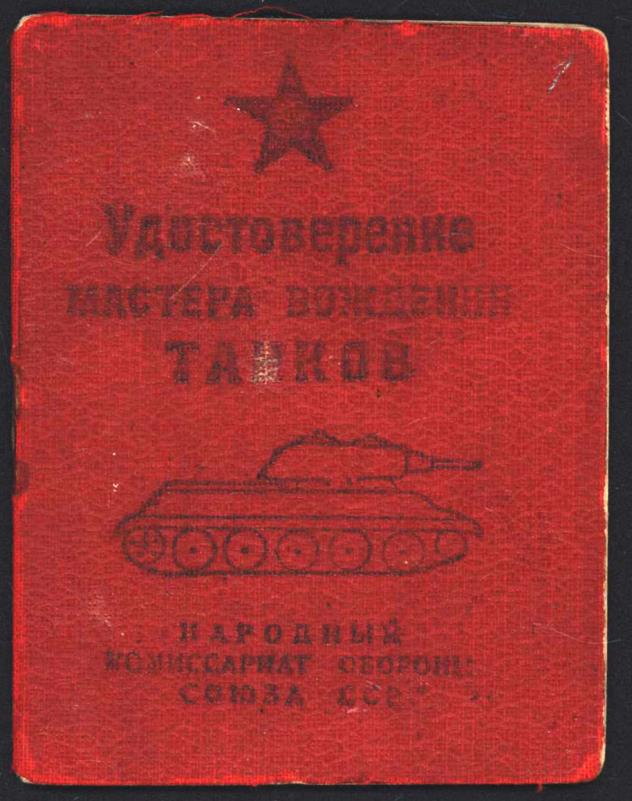 Удостоверение
МАСТЕРА ВОЖДЕНИЯ
ТАНКОВ
НАРОДНЫЙ
КОМИССАРИАТ ОБОРОНЫ
СОЮЗА ССР